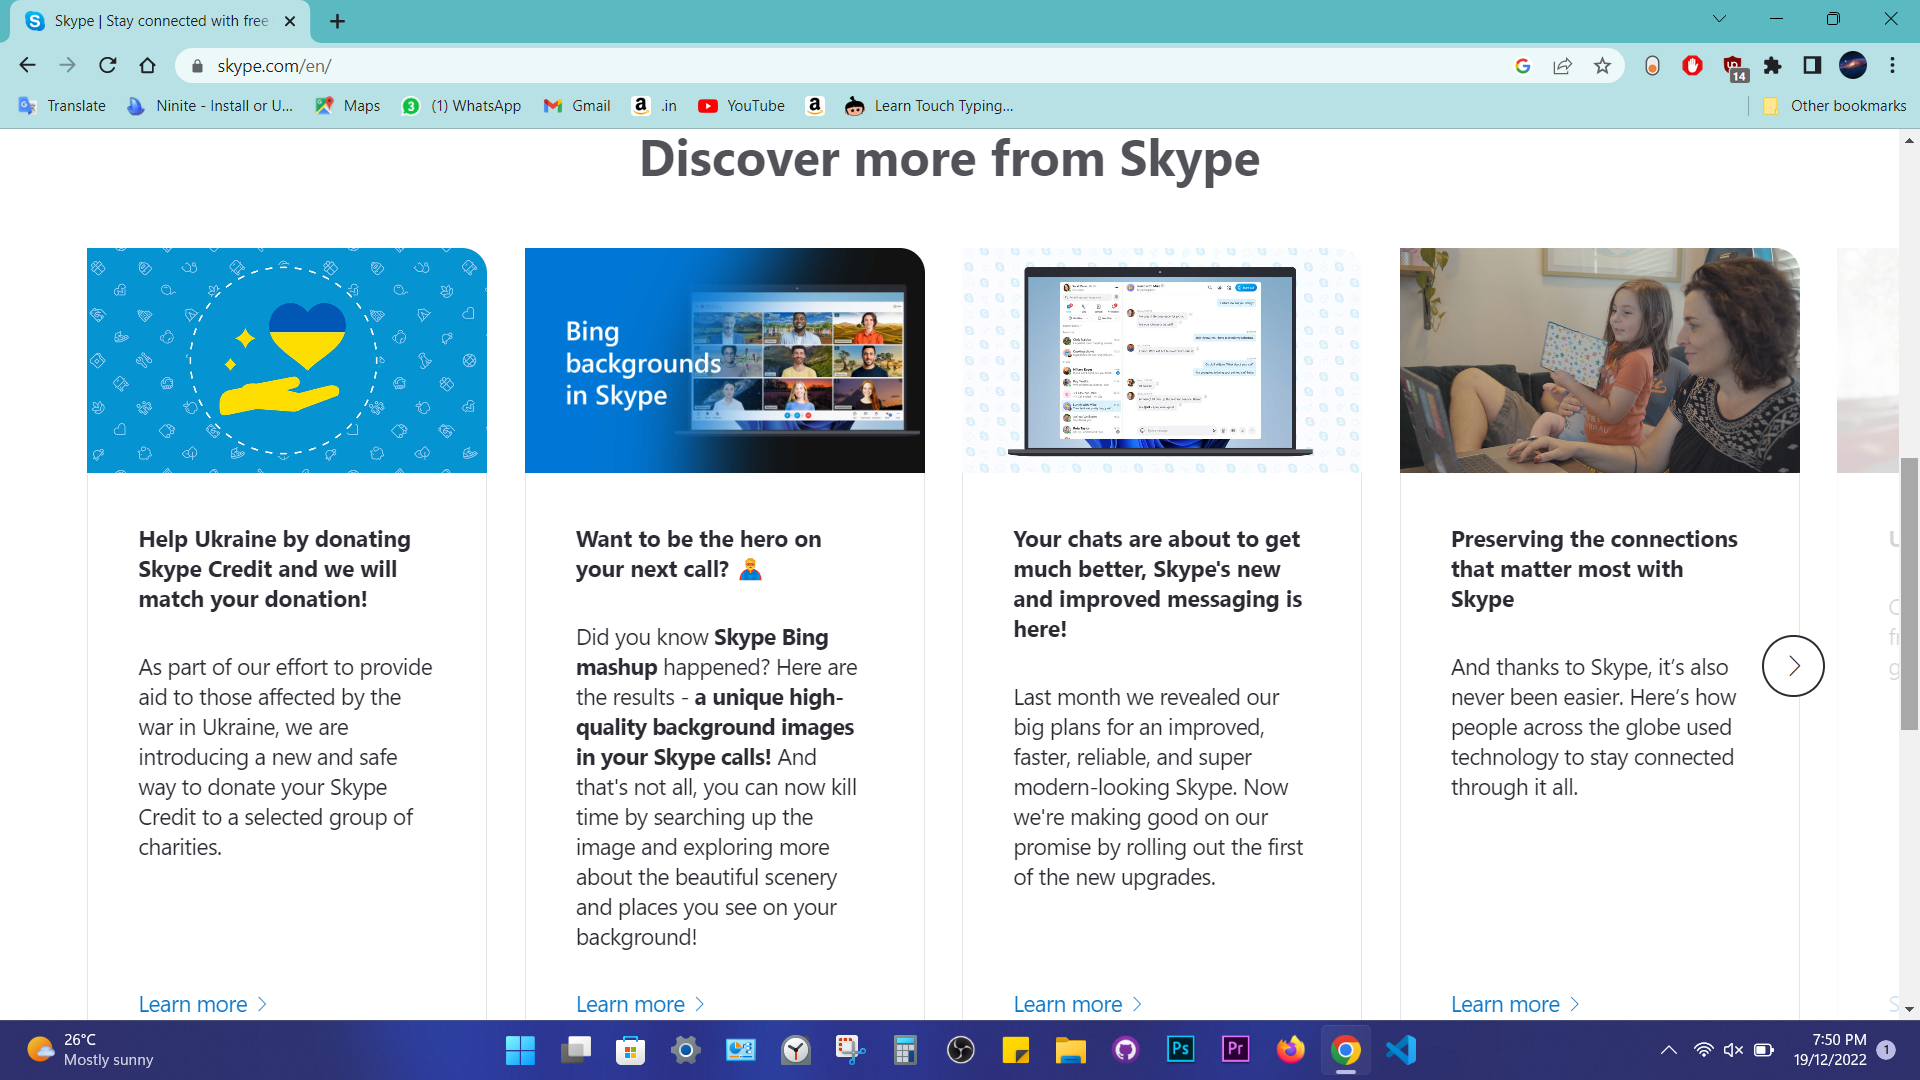 Skype | Stay connected with free
skype.com/en/
14
Translate
Ninite - Install or U...
Maps
3
(1) WhatsApp
Gmail
.in
YouTube
Learn Touch Typing...
Other bookmarks
Discover more from Skype
Bing
backgrounds
in Skype
Help Ukraine by donating
Skype Credit and we will
match your donation!
As part of our effort to provide
aid to those affected by the
war in Ukraine, we are
introducing a new and safe
way to donate your Skype
Credit to a selected group of
charities.
Learn more
Want to be the hero on
your next call?
Did you know Skype Bing
mashup happened? Here are
the results - a unique high-
quality background images
in your Skype calls! And
that's not all, you can now kill
time by searching up the
image and exploring more
about the beautiful scenery
and places you see on your
background!
Learn more
Your chats are about to get
much better, Skype's new
and improved messaging is
here!
Last month we revealed our
big plans for an improved,
faster, reliable, and super
modern-looking Skype. Now
we're making good on our
promise by rolling out the first
of the new upgrades.
Learn more
Preserving the connections
that matter most with
Skype
And thanks to Skype, it’s also
never been easier. Here’s how
people across the globe used
technology to stay connected
through it all.
Learn more
26°C
Mostly sunny
Ps
Pr
7:50 PM
19/12/2022
1